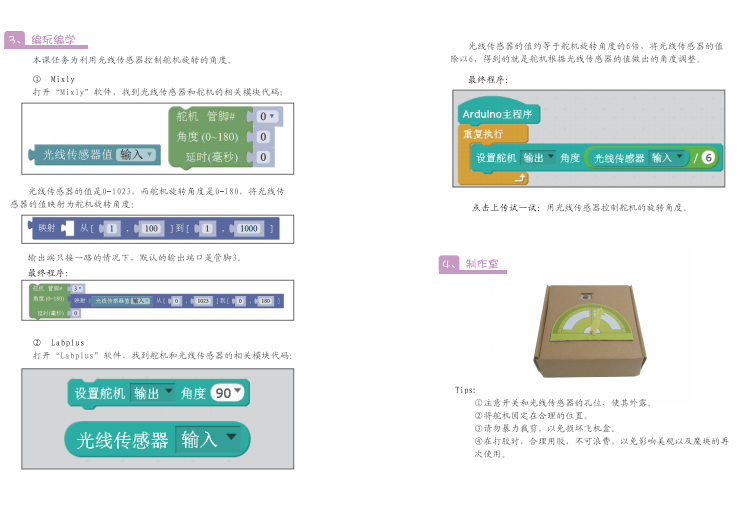 3、 编玩编学
本课任务为利用光线传感器控制舵机旋转的角度。
① Mixly
打开“Mixly”软件，找到光线传感器和舵机的相关模块代码：
舵机 管脚# 0
角度 (0~180) 0
延时(毫秒) 0
光线传感器值 输入
光线传感器的值是0-1023，而舵机旋转角度是0-180，将光线传
感器的值映射为舵机旋转角度：
映射 从[ 1 , 100 ]到[ 1 , 1000 ]
输出端只接一路的情况下，默认的输出端口是管脚3。
最终程序：
舵机 管脚# 3
角度 (0~180) 映射 光线传感器值 输入 从[ 0 , 1023 ]到[ 0 , 180 ]
延时(毫秒) 0
② Labplus
打开“Labplus”软件，找到舵机和光线传感器的相关模块代码：
设置舵机 输出 角度 90
光线传感器 输入
光线传感器的值约等于舵机旋转角度的6倍，将光线传感器的值
除以6，得到的就是舵机根据光线传感器的值做出的角度调整。
最终程序：
Arduino主程序
重复执行
设置舵机 输出 角度 光线传感器 输入 / 6
点击上传试一试：用光线传感器控制舵机的旋转角度。
4、 制作室
Tips:
①注意开关和光线传感器的孔位，使其外露。
②将舵机固定在合理的位置。
③请勿暴力裁剪，以免损坏飞机盒。
④在打胶时，合理用胶，不可浪费，以免影响美观以及魔块的再
次使用。